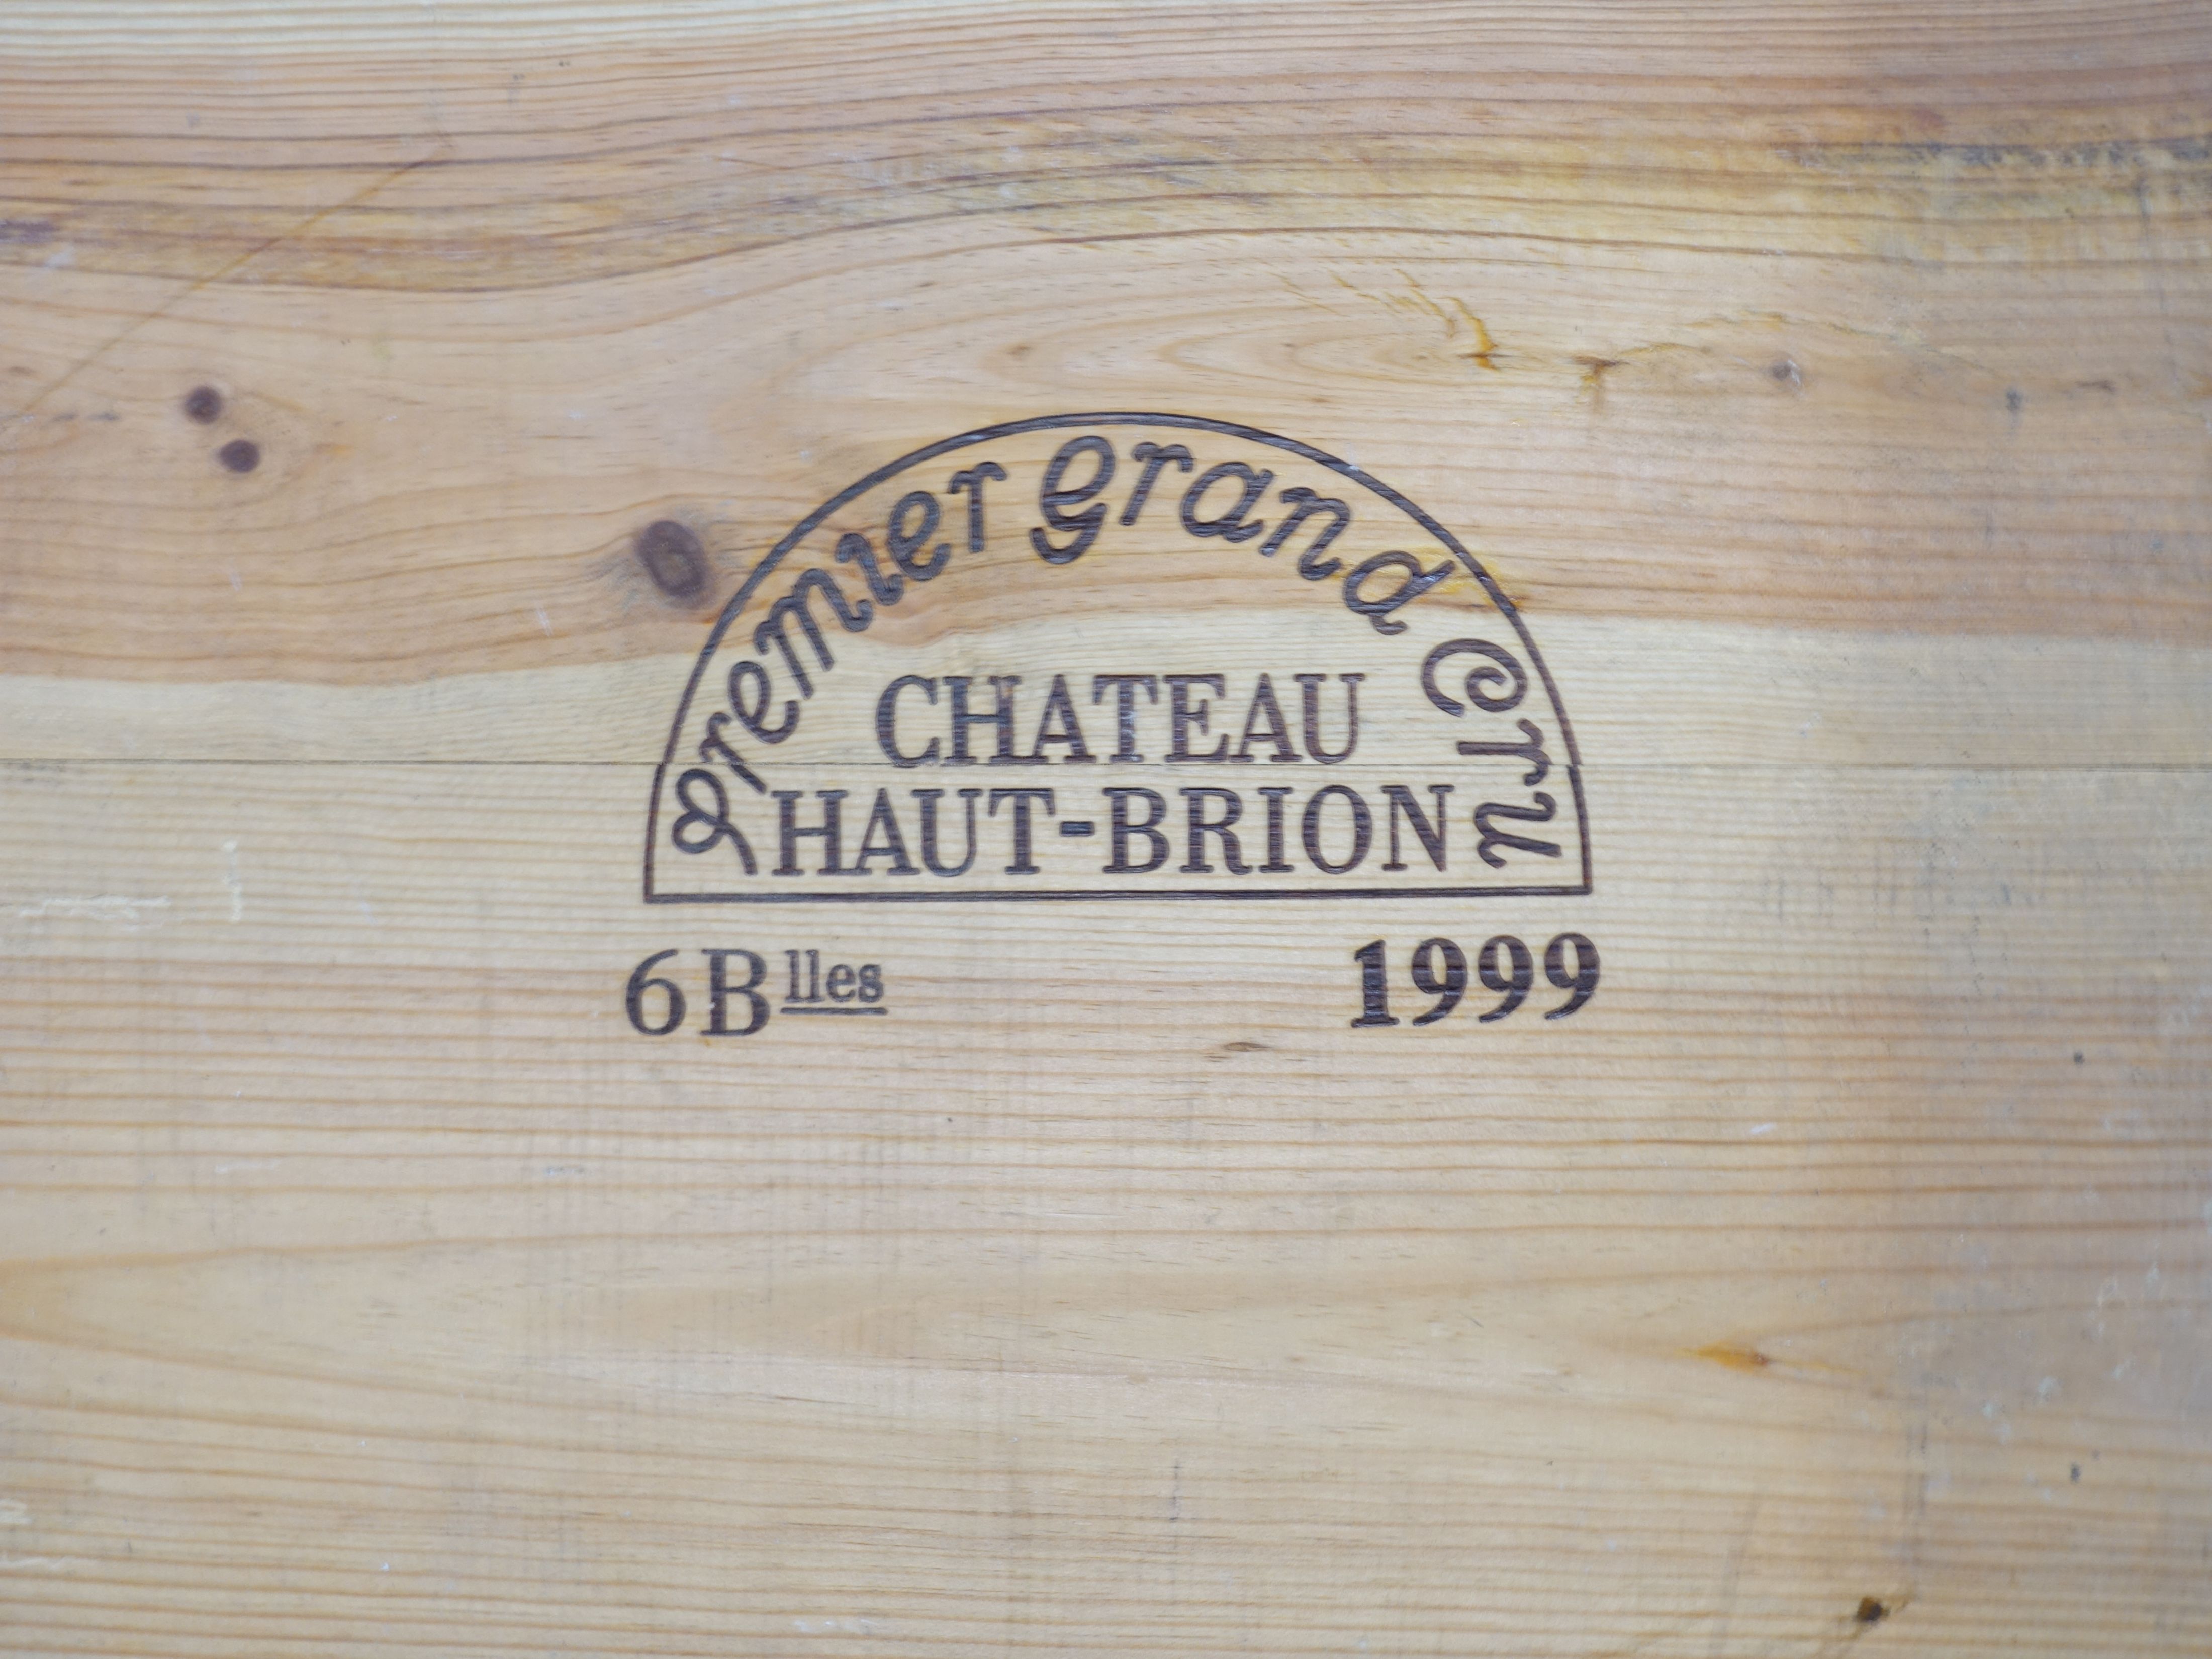 Premier grand Cru
CHATEAU
HAUT-BRION
6 Blles 1999